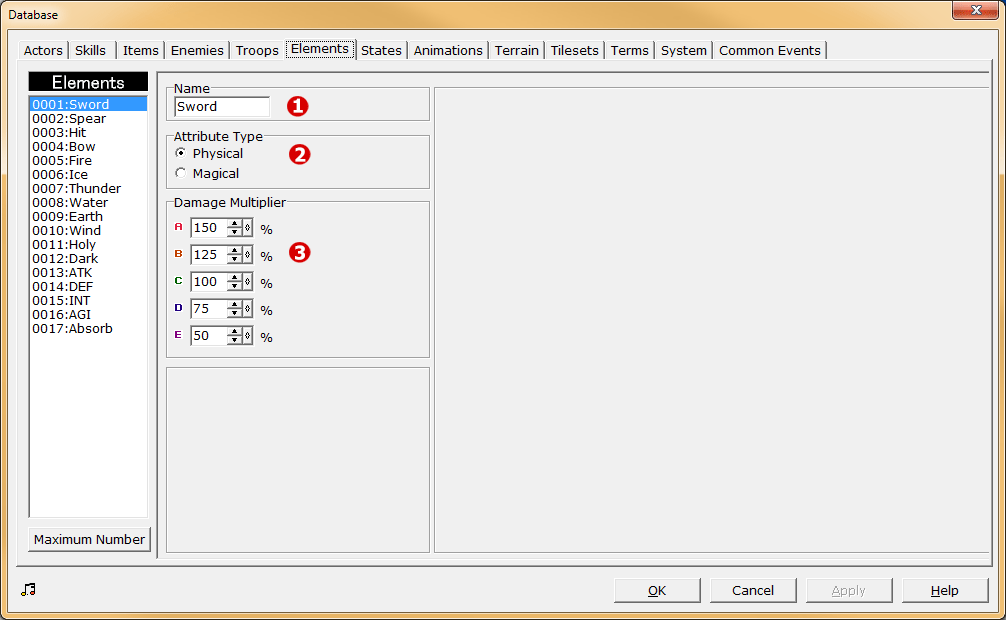 Database
Actors Skills Items Enemies Troops Elements States Animations Terrain Tilesets Terms System Common Events
Elements
0001:Sword
0002:Spear
0003:Hit
0004:Bow
0005:Fire
0006:Ice
0007:Thunder
0008:Water
0009:Earth
0010:Wind
0011:Holy
0012:Dark
0013:ATK
0014:DEF
0015:INT
0016:AGI
0017:Absorb
Maximum Number
Name
Sword 1
Attribute Type
Physical 2
Magical
Damage Multiplier
A 150 %
B 125 % 3
C 100 %
D 75 %
E 50 %
OK Cancel Apply Help